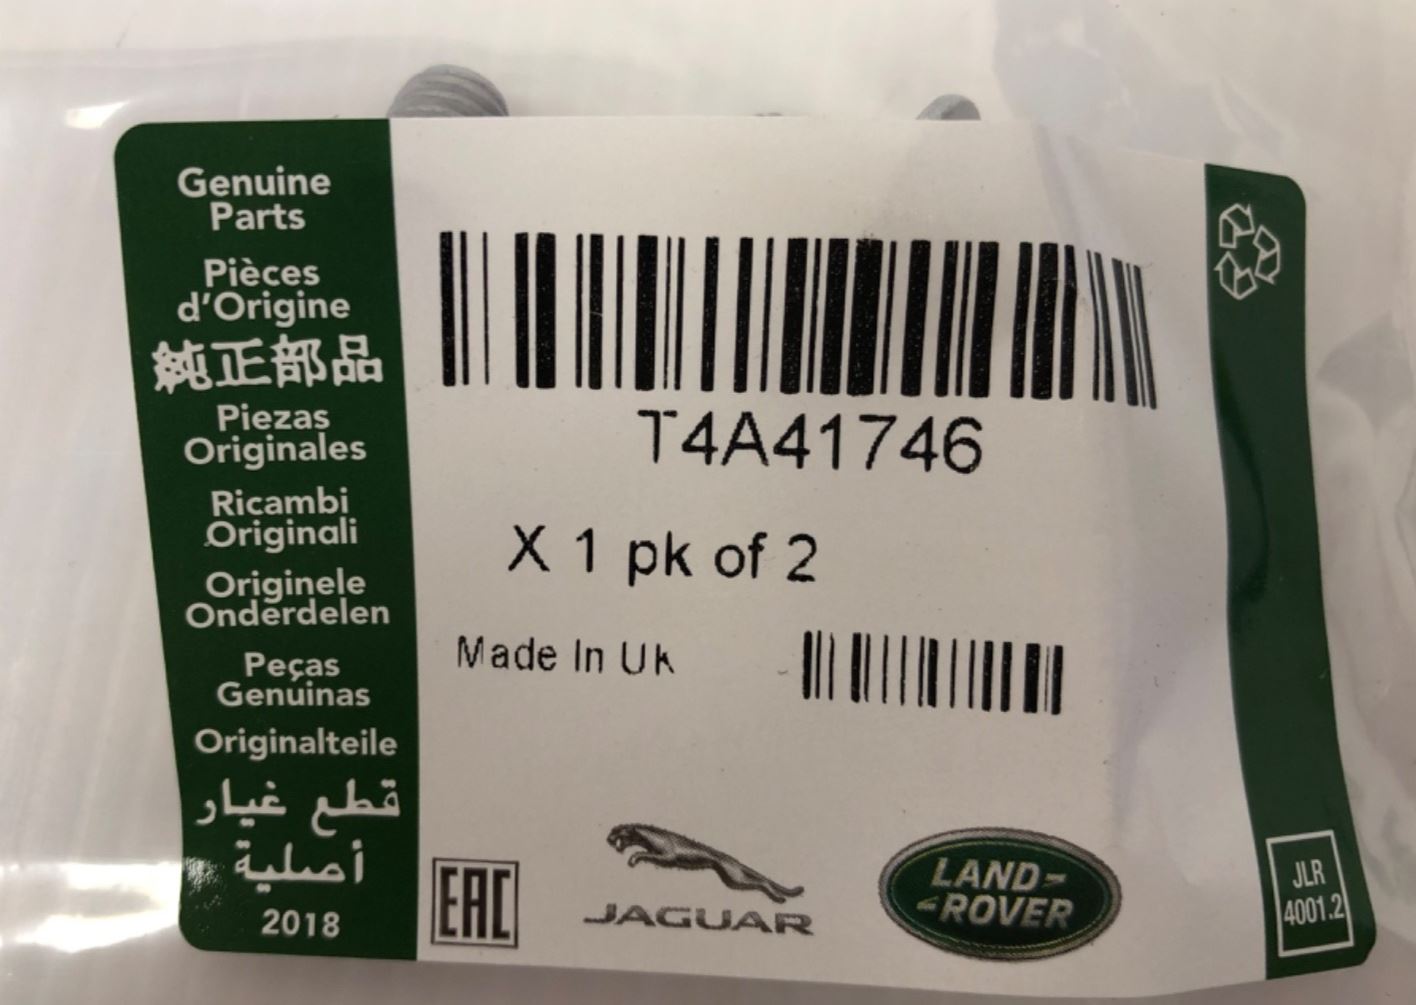 Genuine
Parts
Pièces
d'Origine
純正部品
Piezas
Originales
Ricambi
Originali
Originele
Onderdelen
Peças
Genuinas
Originalteile
قطع غيار
أصلية
2018
T4A41746
X 1 pk of 2
Made In UK
EAC
JAGUAR
LAND-
-ROVER
JLR
4001.2